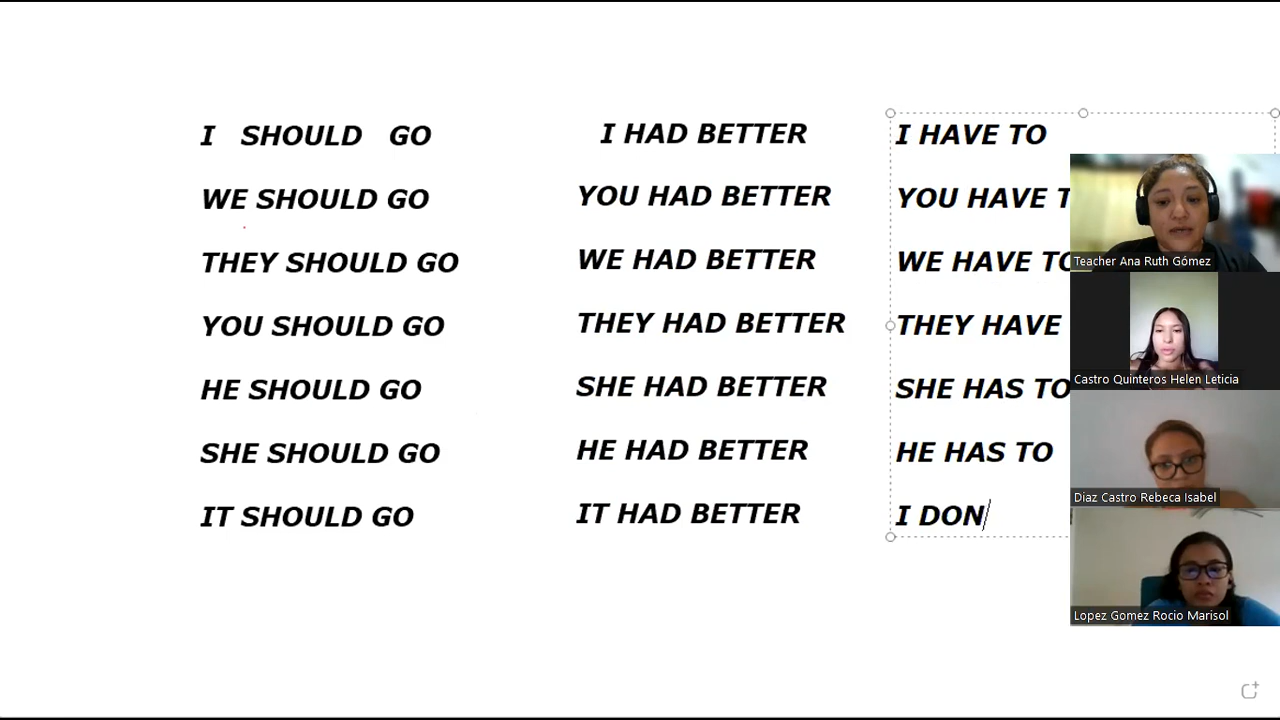 I SHOULD GO
WE SHOULD GO
THEY SHOULD GO
YOU SHOULD GO
HE SHOULD GO
SHE SHOULD GO
IT SHOULD GO
I HAD BETTER
YOU HAD BETTER
WE HAD BETTER
THEY HAD BETTER
SHE HAD BETTER
HE HAD BETTER
IT HAD BETTER
I HAVE TO
YOU HAVE
WE HAVE TO
THEY HAVE
SHE HAS TO
HE HAS TO
I DON
Teacher Ana Ruth Gómez
Castro Quinteros Helen Leticia
Diaz Castro Rebeca Isabel
Lopez Gomez Rocio Marisol